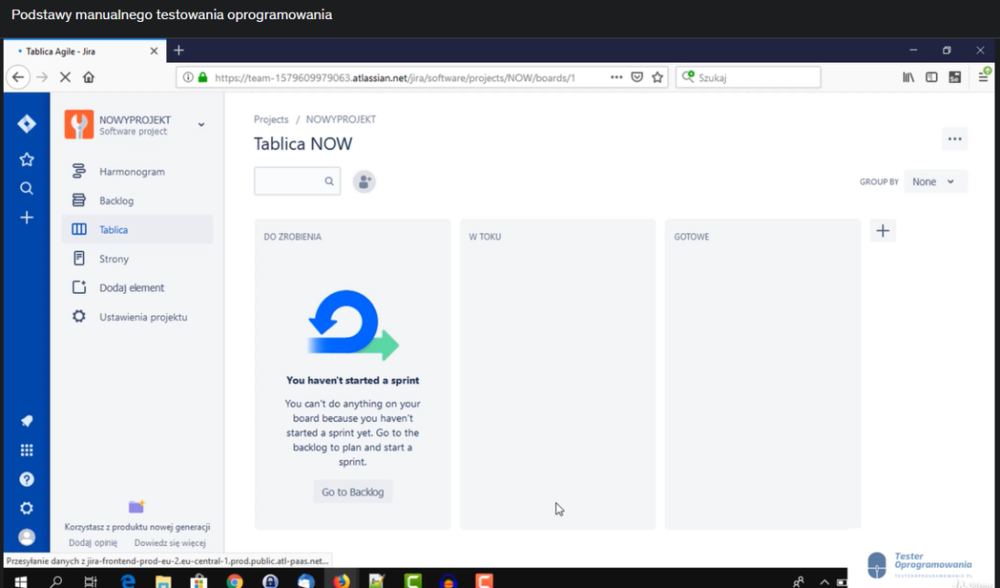 Podstawy manualnego testowania oprogramowania
Tablica Agile - Jira
https://team-1579609979063.atlassian.net/jira/software/projects/NOW/boards/1
Szukaj
NOWYPROJEKT
Software project
Harmonogram
Backlog
Tablica
Strony
Dodaj element
Ustawienia projektu
Korzystasz z produktu nowej generacji
Dodaj opinię Dowiedz się więcej
Projects / NOWYPROJEKT
Tablica NOW
GROUP BY None
DO ZROBIENIA
W TOKU
GOTOWE
You haven't started a sprint
You can't do anything on your
board because you haven't
started a sprint yet. Go to the
backlog to plan and start a
sprint.
Go to Backlog
Przesyłanie danych z jira-frontend-prod-eu-2.eu-central-1.prod.public.atl-paas.net...
Tester
Oprogramowania
TESTEROPROGRAMOWANIA.PL